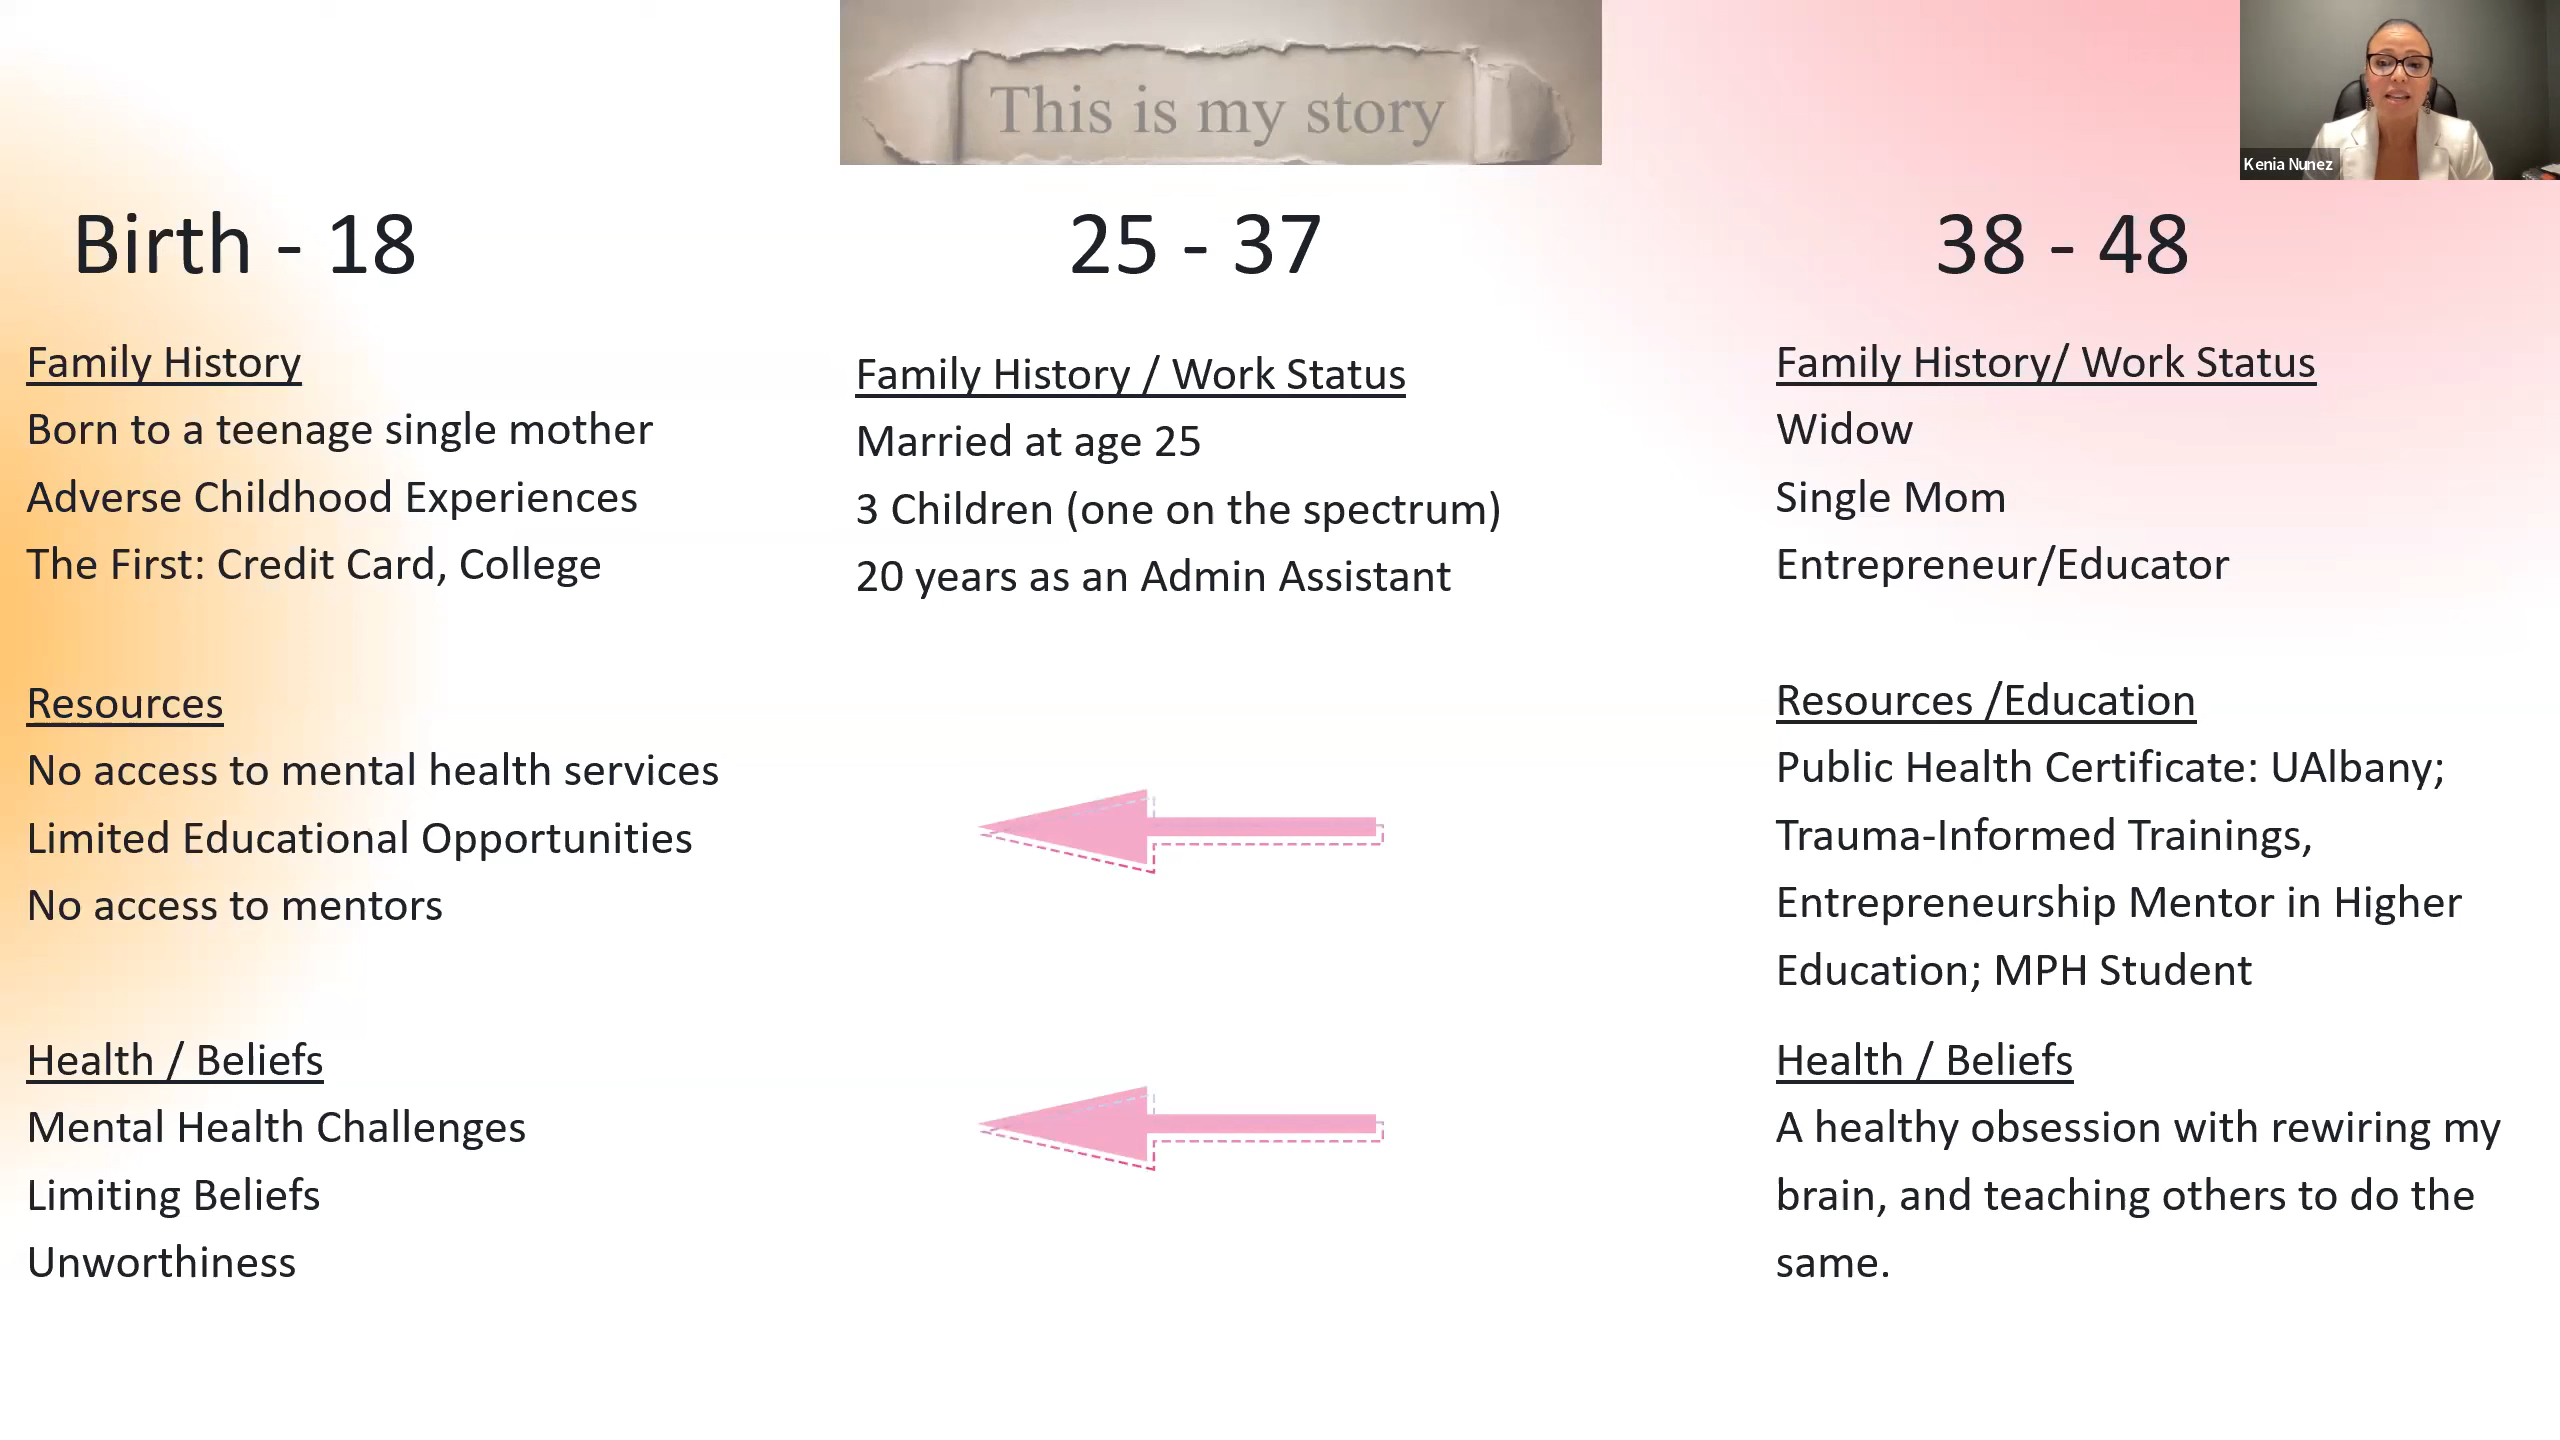 This is my story
Kenia Nunez
Birth - 18
Family History
Born to a teenage single mother
Adverse Childhood Experiences
The First: Credit Card, College
Resources
No access to mental health services
Limited Educational Opportunities
No access to mentors
Health / Beliefs
Mental Health Challenges
Limiting Beliefs
Unworthiness
25 - 37
Family History / Work Status
Married at age 25
3 Children (one on the spectrum)
20 years as an Admin Assistant
38 - 48
Family History/ Work Status
Widow
Single Mom
Entrepreneur/Educator
Resources /Education
Public Health Certificate: UAlbany;
Trauma-Informed Trainings,
Entrepreneurship Mentor in Higher
Education; MPH Student
Health / Beliefs
A healthy obsession with rewiring my
brain, and teaching others to do the
same.